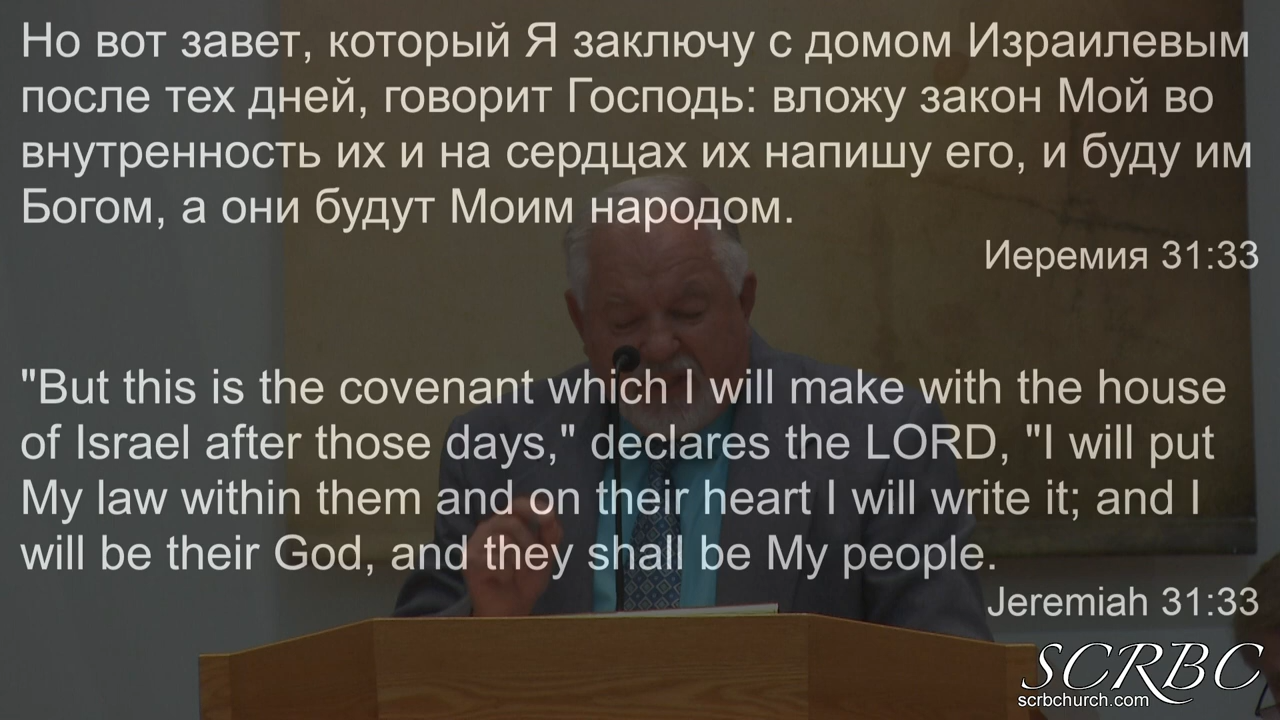 Но вот завет, который Я заключу с домом Израилевым
после тех дней, говорит Господь: вложу закон Мой во
внутренность их и на сердцах их напишу его, и буду им
Богом, а они будут Моим народом.
Иеремия 31:33
"But this is the covenant which I will make with the house
of Israel after those days," declares the LORD, "I will put
My law within them and on their heart I will write it; and I
will be their God, and they shall be My people.
Jeremiah 31:33
SCRBC
scrbchurch.com